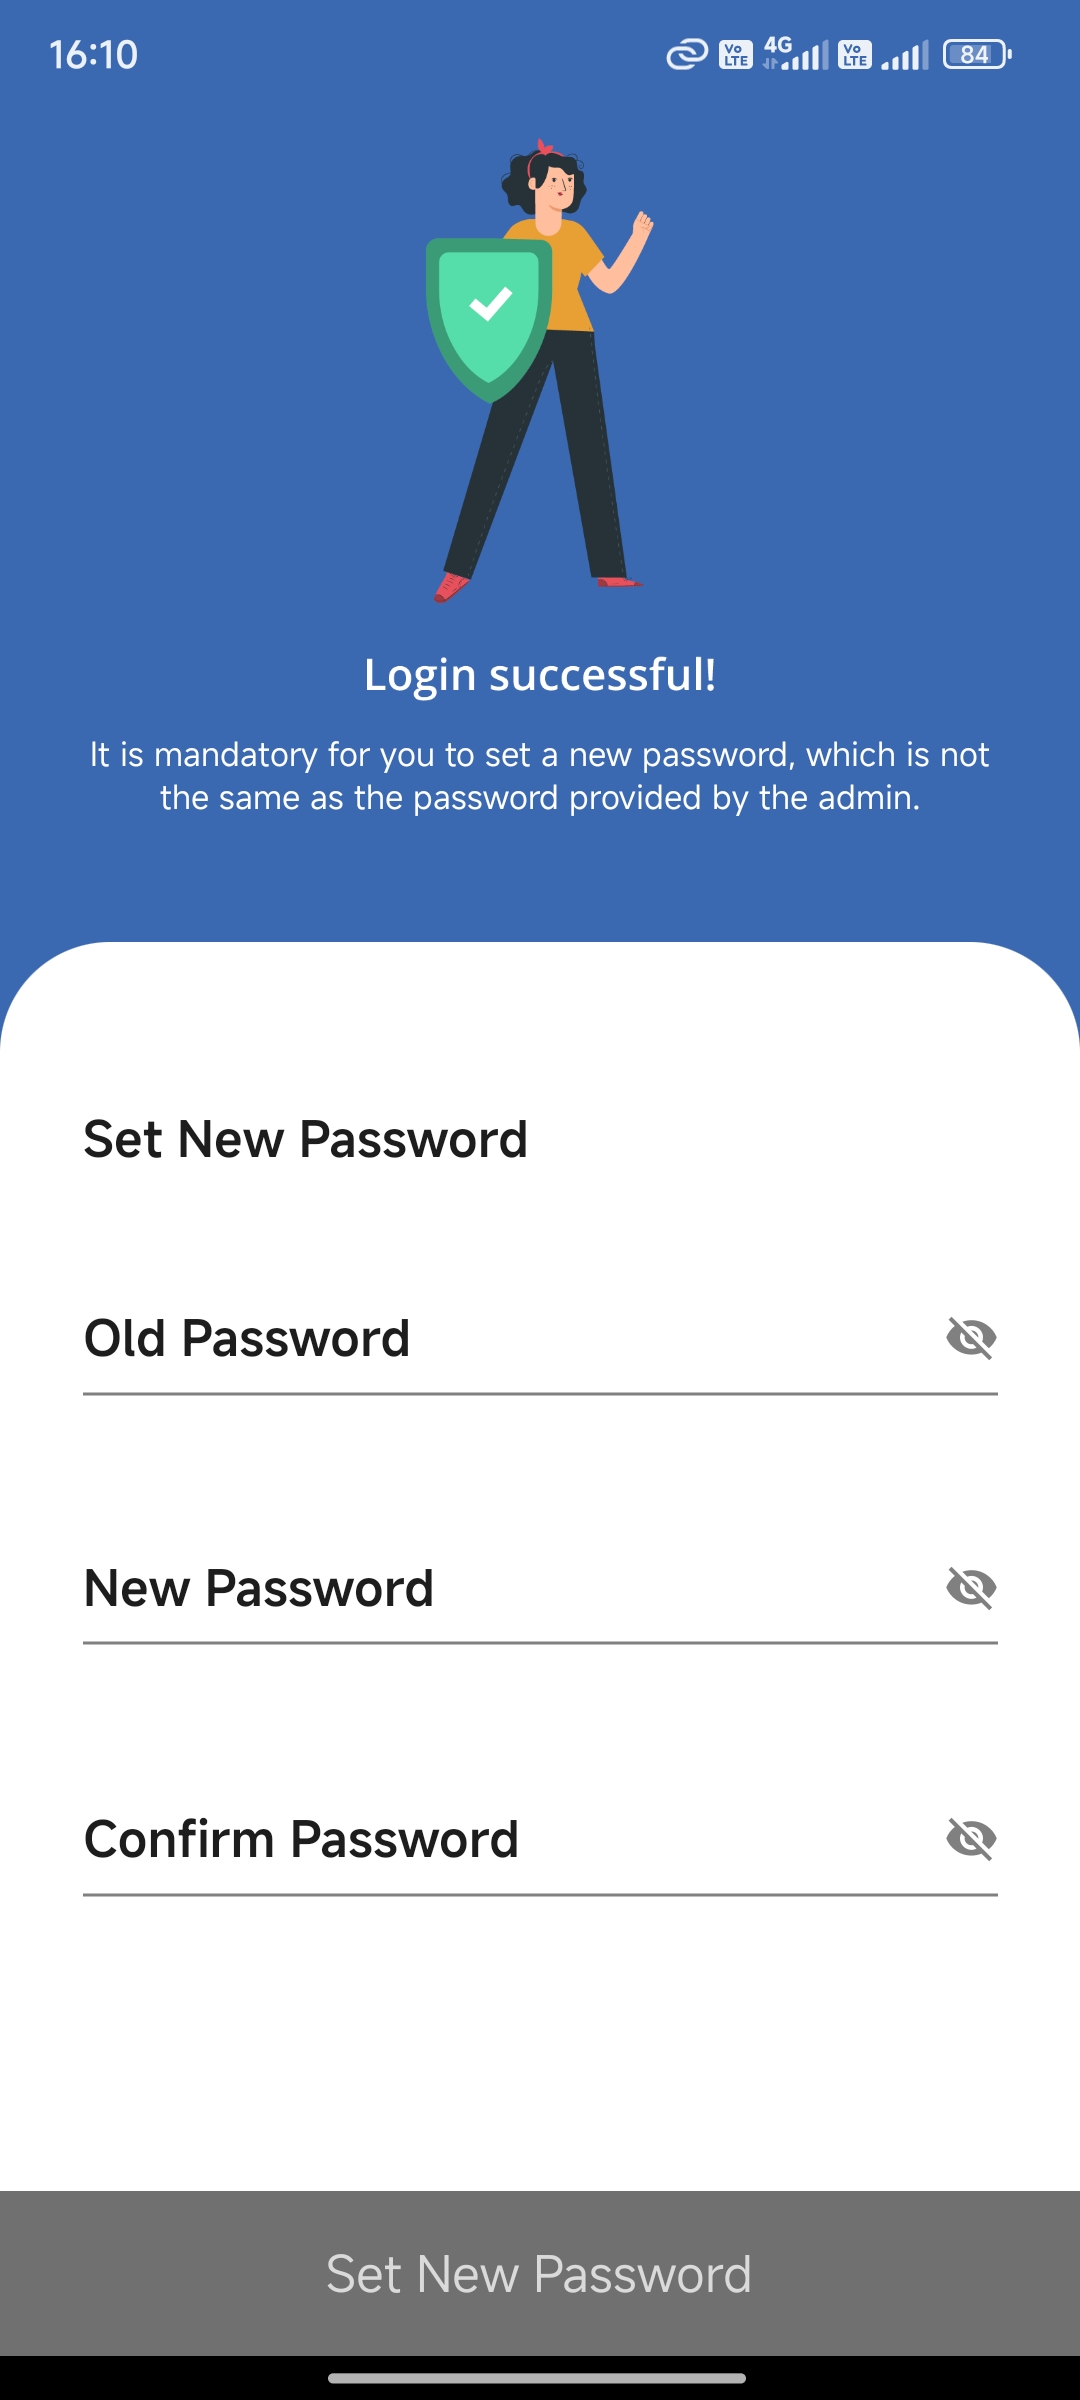 16:10
Vo LTE 4G Vo LTE 84
Login successful!
It is mandatory for you to set a new password, which is not
the same as the password provided by the admin.
Set New Password
Old Password
New Password
Confirm Password
Set New Password